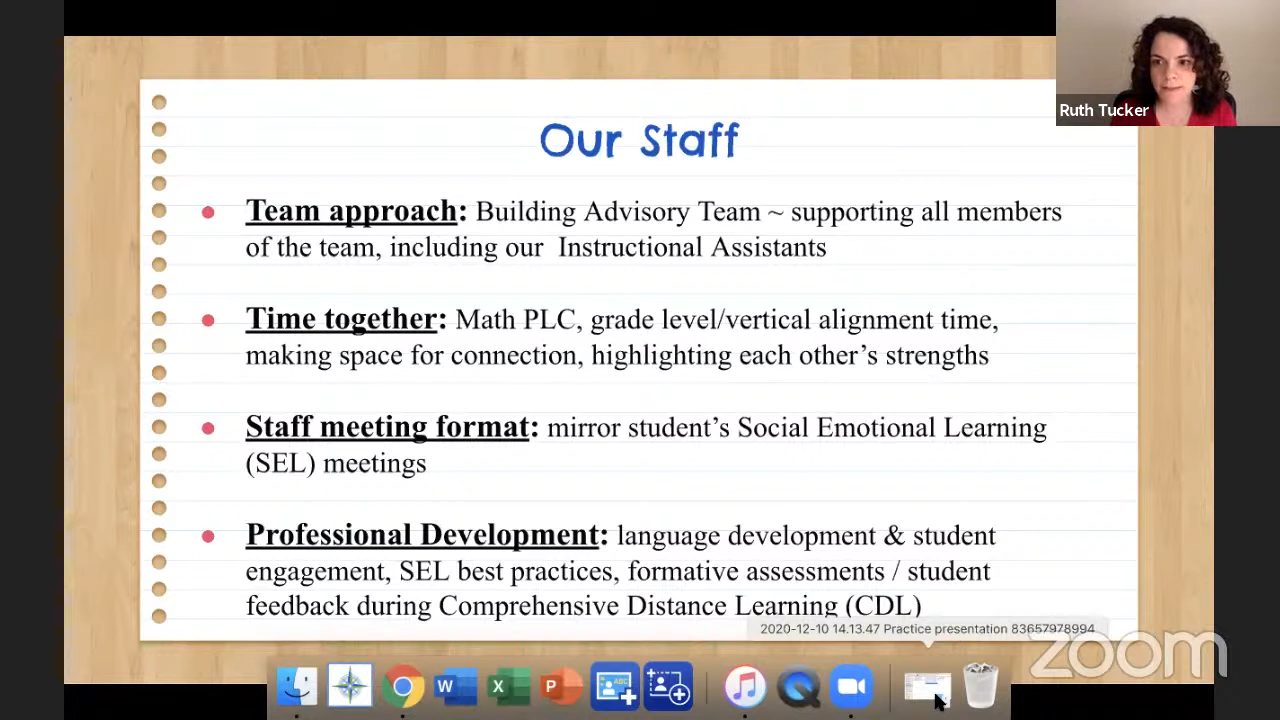 Ruth Tucker
Our Staff
Team approach: Building Advisory Team ~ supporting all members
of the team, including our Instructional Assistants
Time together: Math PLC, grade level/vertical alignment time,
making space for connection, highlighting each other's strengths
Staff meeting format: mirror student's Social Emotional Learning
(SEL) meetings
Professional Development: language development & student
engagement, SEL best practices, formative assessments / student
feedback during Comprehensive Distance Learning (CDL)
2020-12-10 14.13.47 Practice presentation 83657978994
zoom
W X P ABC